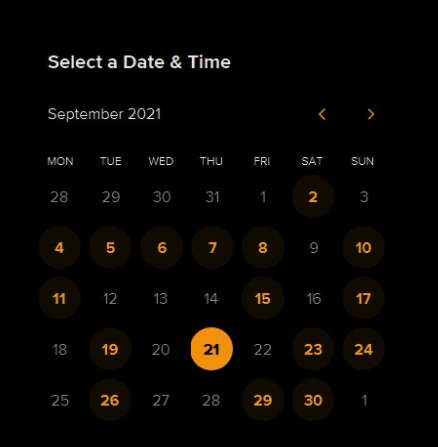 Select a Date & Time
September 2021 < >
MON TUE WED THU FRI SAT SUN
28 29 30 31 1 2 3
4 5 6 7 8 9 10
11 12 13 14 15 16 17
18 19 20 21 22 23 24
25 26 27 28 29 30 1